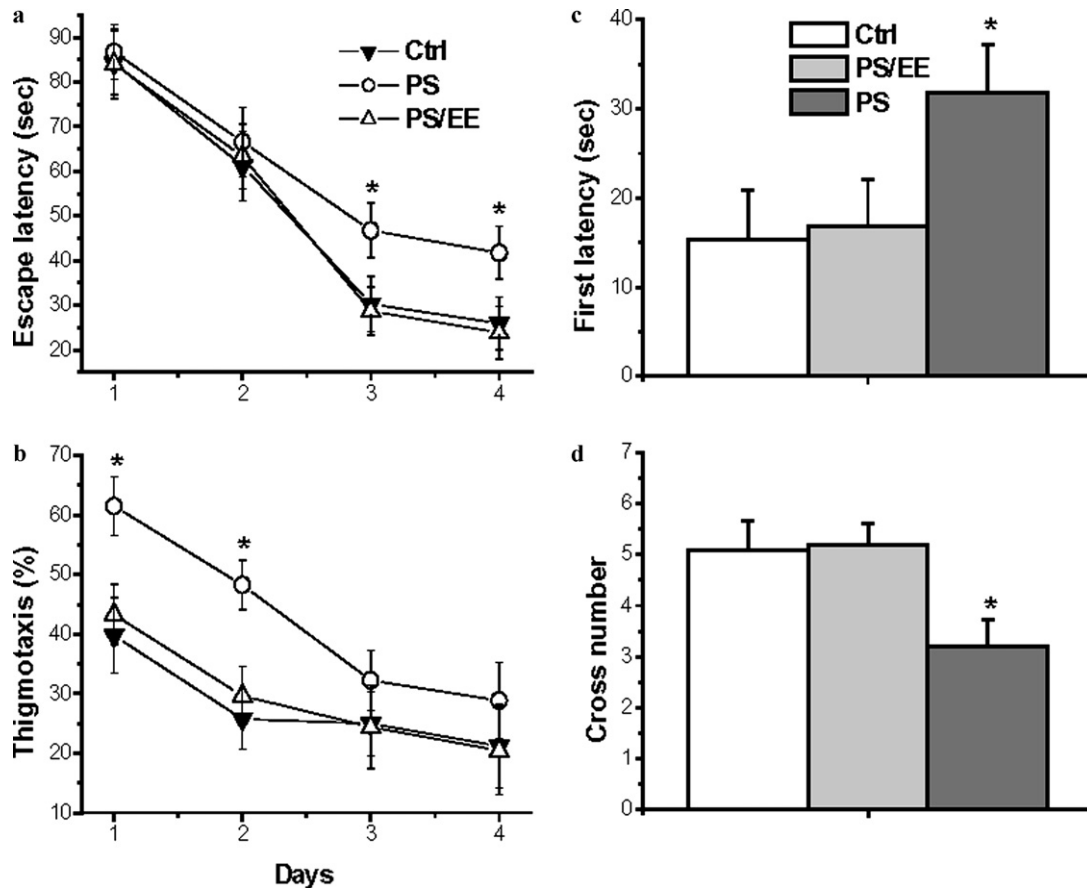 a
Escape latency (sec)
90
80
70
60
50
40
30
20
Ctrl
PS
PS/EE
*
*
1
2
3
4
b
Thigmotaxis (%)
70
60
50
40
30
20
10
*
*
1
2
3
4
Days
c
First latency (sec)
40
30
20
10
0
Ctrl
PS/EE
PS
*
d
Cross number
7
6
5
4
3
2
1
0
*